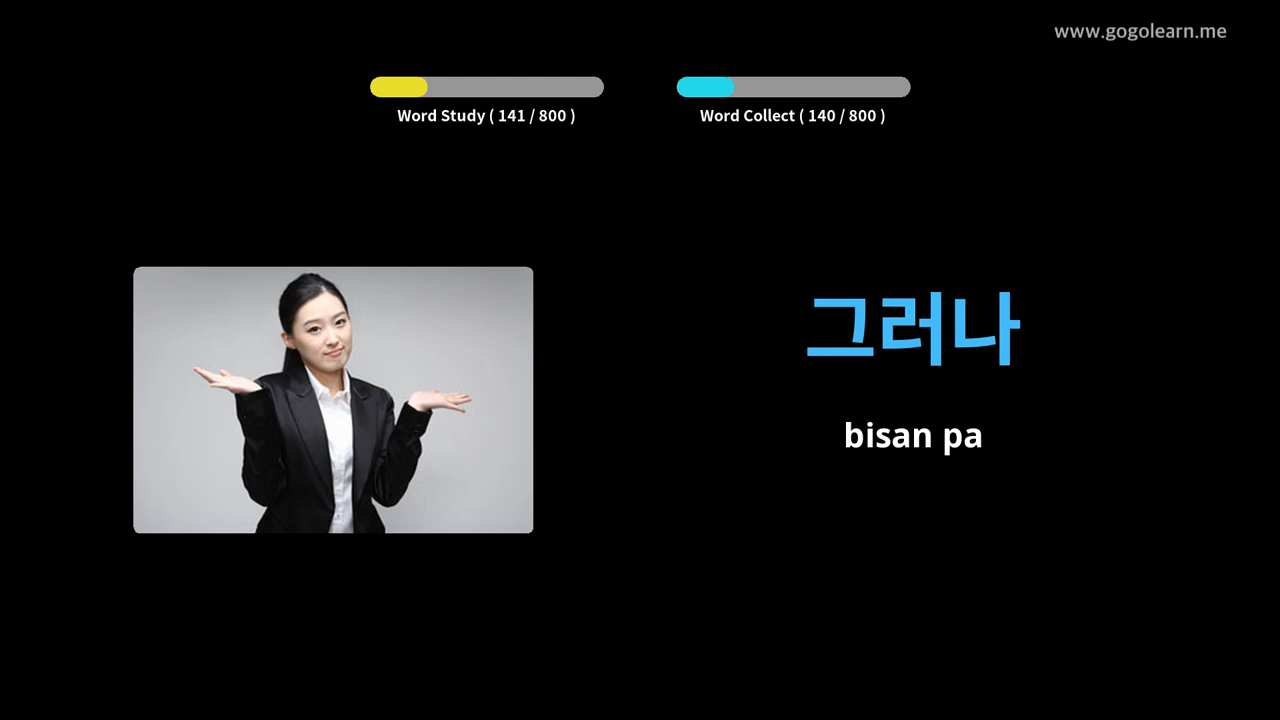 www.gogolearn.me
Word Study ( 141 / 800 )
Word Collect ( 140 / 800 )
그러나
bisan pa